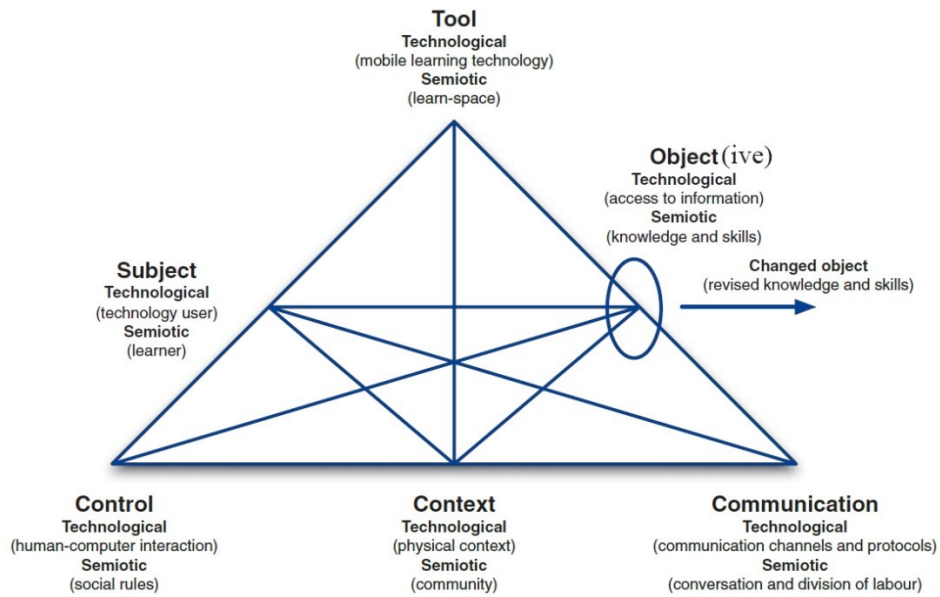 Tool
Technological
(mobile learning technology)
Semiotic
(learn-space)
Object(ive)
Technological
(access to information)
Semiotic
(knowledge and skills)
Subject
Technological
(technology user)
Semiotic
(learner)
Changed object
(revised knowledge and skills)
Control
Technological
(human-computer interaction)
Semiotic
(social rules)
Context
Technological
(physical context)
Semiotic
(community)
Communication
Technological
(communication channels and protocols)
Semiotic
(conversation and division of labour)